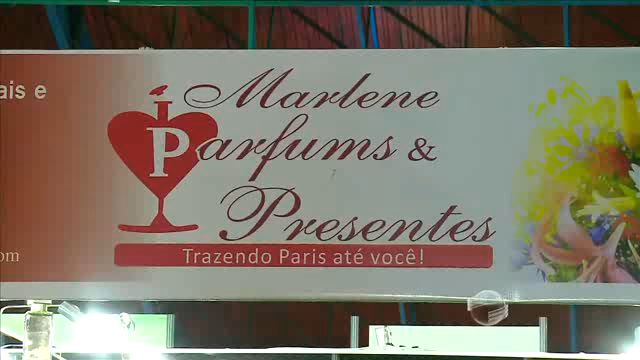 ais e
Marlene
Parfums &
Presentes
Trazendo Paris até você!
om